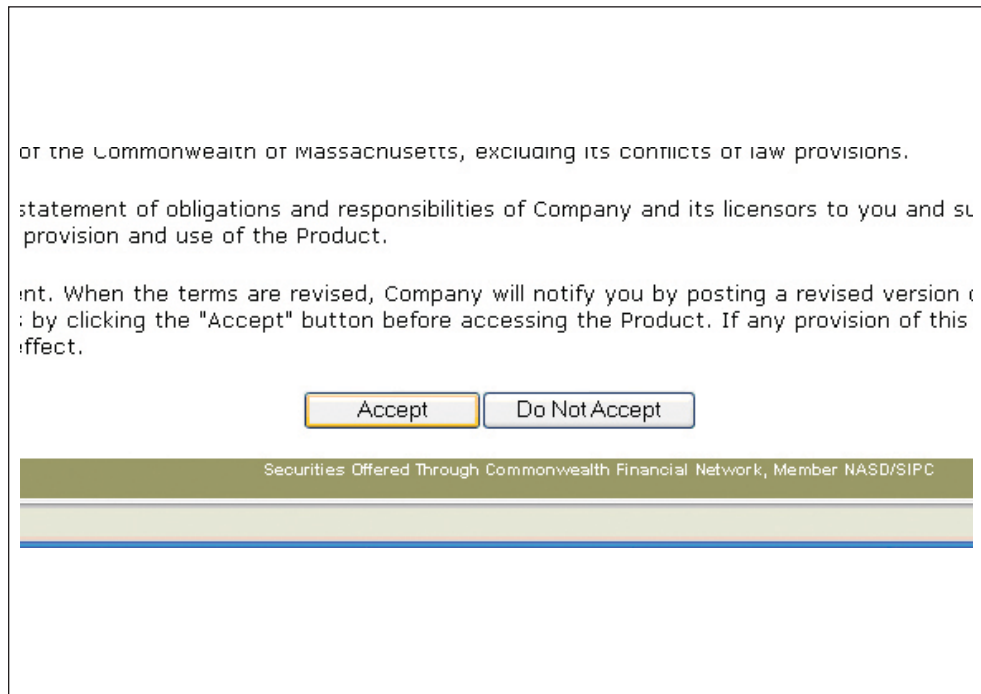 of the Commonwealth of Massachusetts, excluding its conflicts of law provisions.
statement of obligations and responsibilities of Company and its licensors to you and su
provision and use of the Product.
ent. When the terms are revised, Company will notify you by posting a revised version
by clicking the "Accept" button before accessing the Product. If any provision of this
effect.
Accept Do Not Accept
Securities Offered Through Commonwealth Financial Network, Member NASD/SIPC